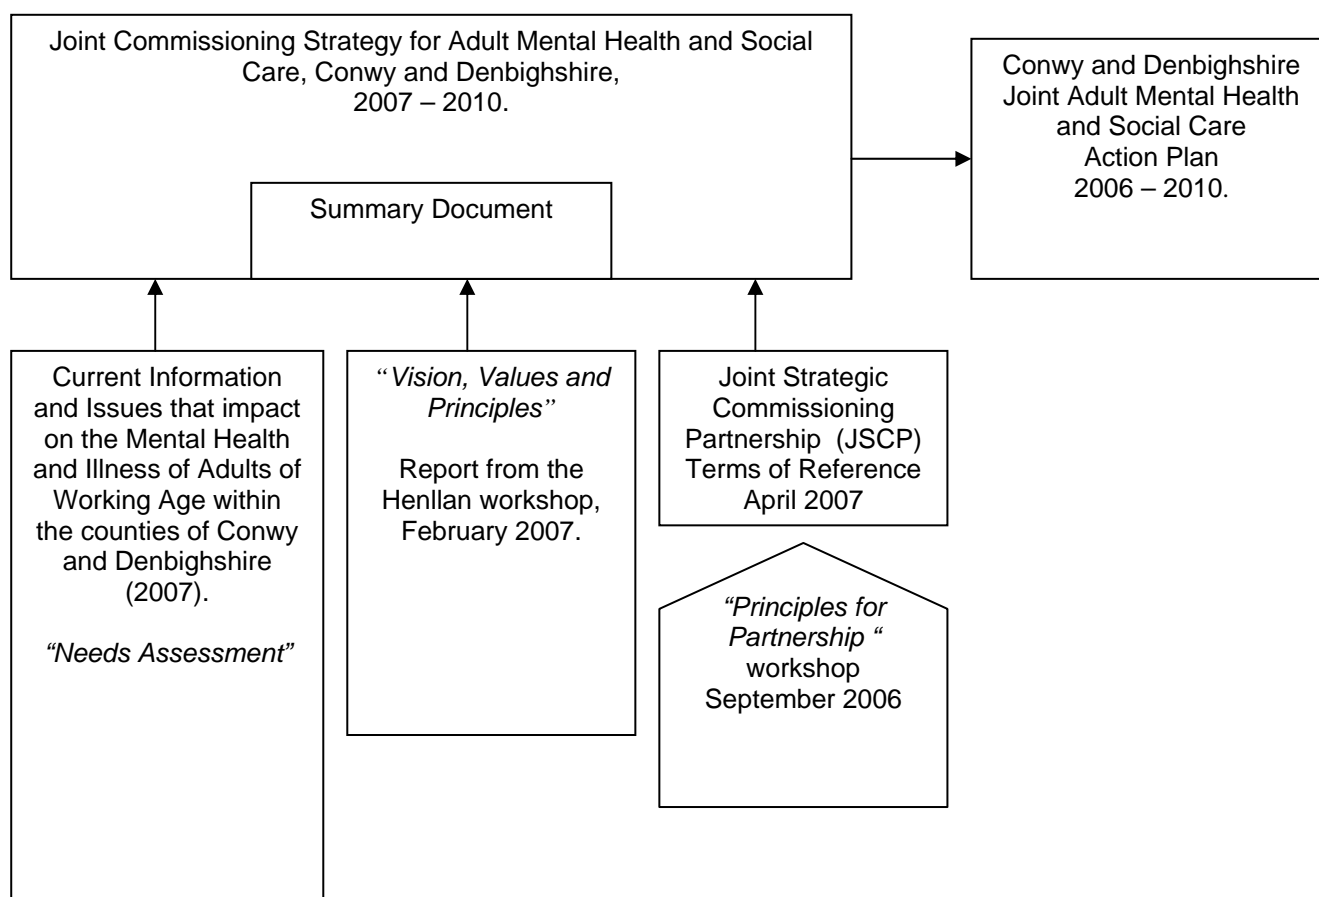 Joint Commissioning Strategy for Adult Mental Health and Social
Care, Conwy and Denbighshire,
2007 – 2010.
Summary Document
Conwy and Denbighshire
Joint Adult Mental Health
and Social Care
Action Plan
2006 – 2010.
Current Information
and Issues that impact
on the Mental Health
and Illness of Adults of
Working Age within
the counties of Conwy
and Denbighshire
(2007).
“Needs Assessment”
“Vision, Values and
Principles”
Report from the
Henllan workshop,
February 2007.
Joint Strategic
Commissioning
Partnership (JSCP)
Terms of Reference
April 2007
“Principles for
Partnership “
workshop
September 2006